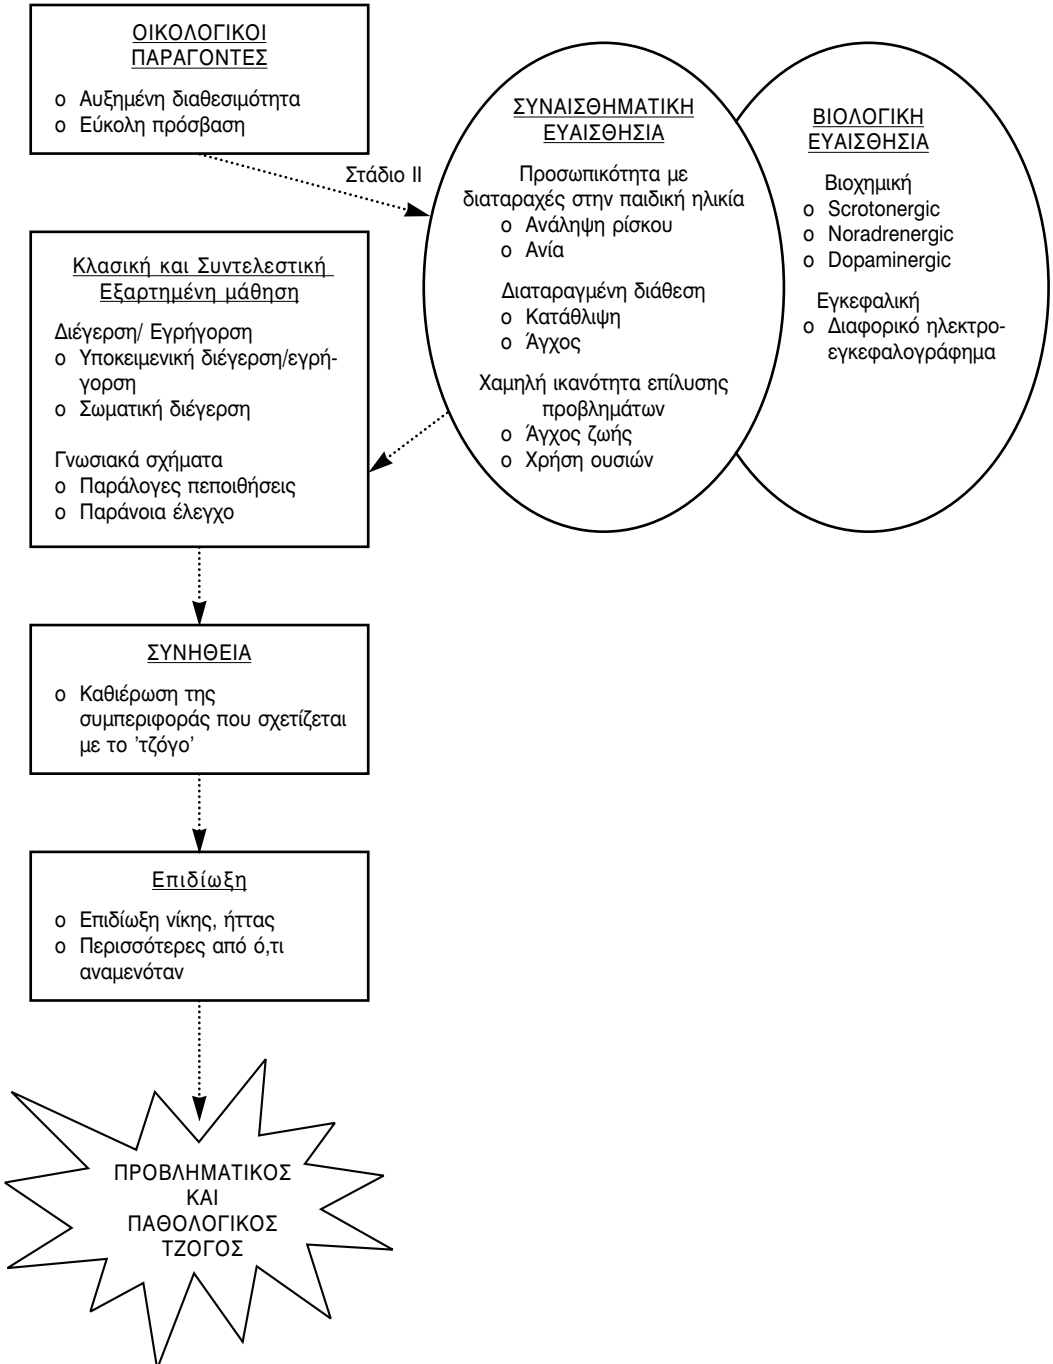 ΟΙΚΟΛΟΓΙΚΟΙ
ΠΑΡΑΓΟΝΤΕΣ
o Αυξημένη διαθεσιμότητα
o Εύκολη πρόσβαση
Στάδιο II
ΣΥΝΑΙΣΘΗΜΑΤΙΚΗ
ΕΥΑΙΣΘΗΣΙΑ
Προσωπικότητα με
διαταραχές στην παιδική ηλικία
o Ανάληψη ρίσκου
o Ανία
Διαταραγμένη διάθεση
o Κατάθλιψη
o Άγχος
Χαμηλή ικανότητα επίλυσης
προβλημάτων
o Άγχος ζωής
o Χρήση ουσιών
ΒΙΟΛΟΓΙΚΗ
ΕΥΑΙΣΘΗΣΙΑ
Βιοχημική
o Scrotonergic
o Noradrenergic
o Dopaminergic
Εγκεφαλική
o Διαφορικό ηλεκτρο-
εγκεφαλογράφημα
Κλασική και Συντελεστική
Εξαρτημένη μάθηση
Διέγερση/ Εγρήγορση
o Υποκειμενική διέγερση/εγρή-
γορση
o Σωματική διέγερση
Γνωσιακά σχήματα
o Παράλογες πεποιθήσεις
o Παράνοια έλεγχο
ΣΥΝΗΘΕΙΑ
o Καθιέρωση της
συμπεριφοράς που σχετίζεται
με το 'τζόγο'
Επιδίωξη
o Επιδίωξη νίκης, ήττας
o Περισσότερες από ό,τι
αναμενόταν
ΠΡΟΒΛΗΜΑΤΙΚΟΣ
ΚΑΙ
ΠΑΘΟΛΟΓΙΚΟΣ
ΤΖΟΓΟΣ